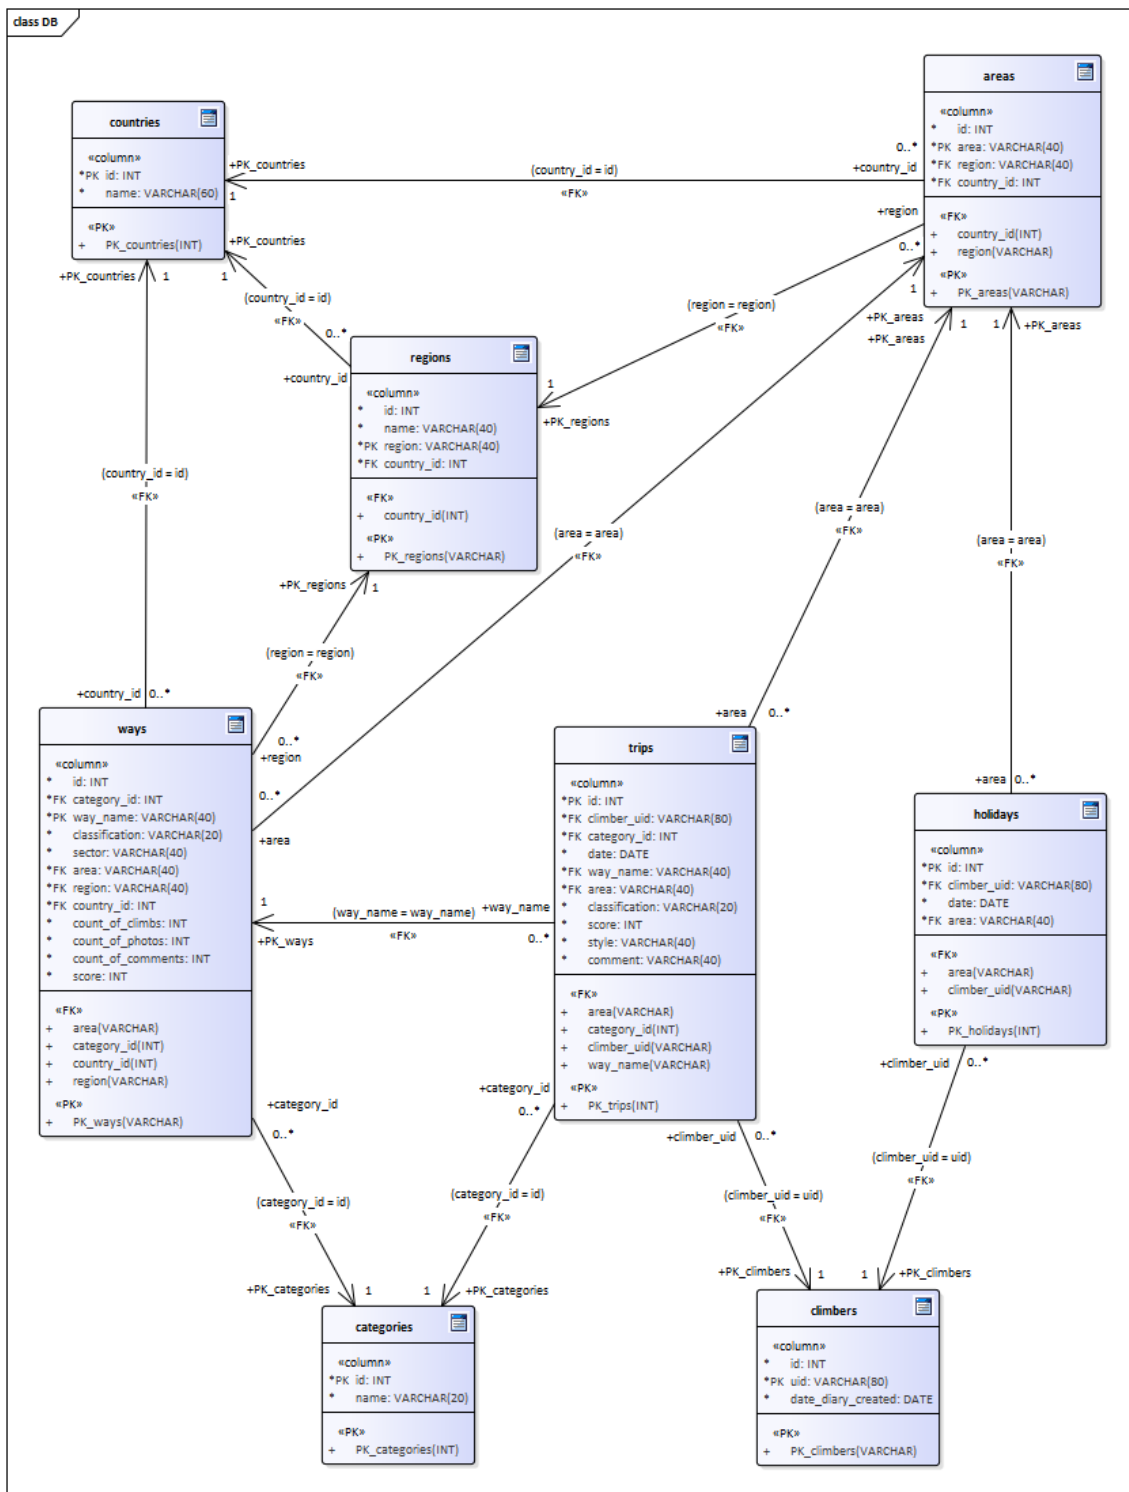 class DB
areas
«column»
* id: INT
*PK area: VARCHAR(40)
*FK region: VARCHAR(40)
*FK country_id: INT
«FK»
+ country_id(INT)
+ region(VARCHAR)
«PK»
+ PK_areas(VARCHAR)
countries
«column»
*PK id: INT
* name: VARCHAR(60)
«PK»
+ PK_countries(INT)
+PK_countries
1
(country_id = id)
«FK»
0..*
+country_id
+PK_countries
1
(country_id = id)
«FK»
0..*
+country_id
+region
0..*
(region = region)
«FK»
1
+PK_regions
1
+PK_areas
+PK_areas
1
1
+PK_areas
+PK_countries
1
(country_id = id)
«FK»
+country_id
0..*
regions
«column»
* id: INT
* name: VARCHAR(40)
*PK region: VARCHAR(40)
*FK country_id: INT
«FK»
+ country_id(INT)
«PK»
+ PK_regions(VARCHAR)
+PK_regions
1
(region = region)
«FK»
0..*
+region
(area = area)
«FK»
0..*
+area
(area = area)
«FK»
+area
0..*
(area = area)
«FK»
+area
0..*
ways
«column»
* id: INT
*FK category_id: INT
*PK way_name: VARCHAR(40)
* classification: VARCHAR(20)
* sector: VARCHAR(40)
*FK area: VARCHAR(40)
*FK region: VARCHAR(40)
*FK country_id: INT
* count_of_climbs: INT
* count_of_photos: INT
* count_of_comments: INT
* score: INT
«FK»
+ area(VARCHAR)
+ category_id(INT)
+ country_id(INT)
+ region(VARCHAR)
«PK»
+ PK_ways(VARCHAR)
1
(way_name = way_name)
+way_name
+PK_ways
«FK»
0..*
trips
«column»
*PK id: INT
*FK climber_uid: VARCHAR(80)
*FK category_id: INT
* date: DATE
*FK way_name: VARCHAR(40)
*FK area: VARCHAR(40)
* classification: VARCHAR(20)
* score: INT
* style: VARCHAR(40)
* comment: VARCHAR(40)
«FK»
+ area(VARCHAR)
+ category_id(INT)
+ climber_uid(VARCHAR)
+ way_name(VARCHAR)
«PK»
+ PK_trips(INT)
holidays
«column»
*PK id: INT
*FK climber_uid: VARCHAR(80)
* date: DATE
*FK area: VARCHAR(40)
«FK»
+ area(VARCHAR)
+ climber_uid(VARCHAR)
«PK»
+ PK_holidays(INT)
+category_id
0..*
(category_id = id)
«FK»
+PK_categories
1
+category_id
0..*
(category_id = id)
«FK»
1
+PK_categories
+climber_uid
0..*
(climber_uid = uid)
«FK»
+PK_climbers
1
+climber_uid
0..*
(climber_uid = uid)
«FK»
1
+PK_climbers
categories
«column»
*PK id: INT
* name: VARCHAR(20)
«PK»
+ PK_categories(INT)
climbers
«column»
* id: INT
*PK uid: VARCHAR(80)
* date_diary_created: DATE
«PK»
+ PK_climbers(VARCHAR)